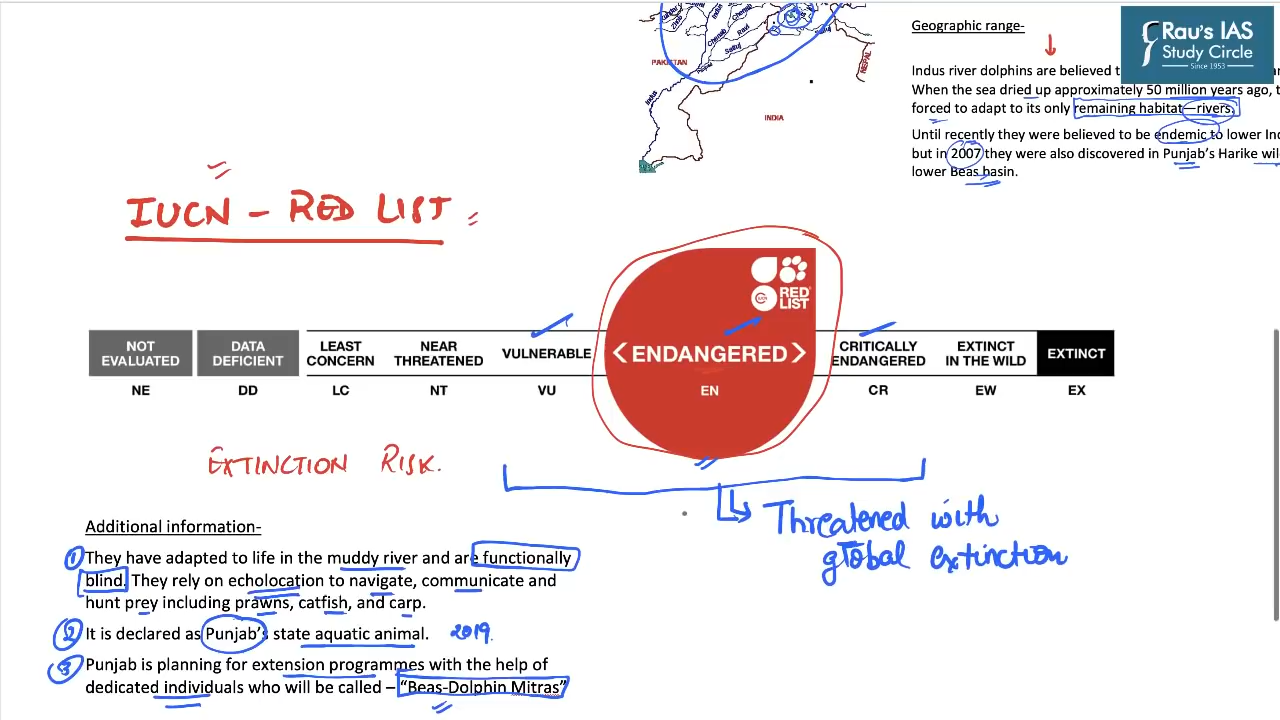 Geographic range-
Rau's IAS
Study Circle
Since 1953
Indus river dolphins are believed t
When the sea dried up approximately 50 million years ago, t
forced to adapt to its only remaining habitat—rivers.
Until recently they were believed to be endemic to lower Ind
but in 2007 they were also discovered in Punjab's Harike wil
lower Beas basin.
Chenab
Ravi
Sutlej
PAKISTAN
NEPAL
Indus
INDIA
IUCN - RED LIST
RED
LIST
NOT EVALUATED
DATA DEFICIENT
LEAST CONCERN
NEAR THREATENED
VULNERABLE
<ENDANGERED>
CRITICALLY ENDANGERED
EXTINCT IN THE WILD
EXTINCT
NE DD LC NT VU EN CR EW EX
EXTINCTION RISK.
Threatened with
global extinction
Additional information-
① They have adapted to life in the muddy river and are functionally
blind. They rely on echolocation to navigate, communicate and
hunt prey including prawns, catfish, and carp.
② It is declared as Punjab's state aquatic animal. 2019.
③ Punjab is planning for extension programmes with the help of
dedicated individuals who will be called – "Beas-Dolphin Mitras"